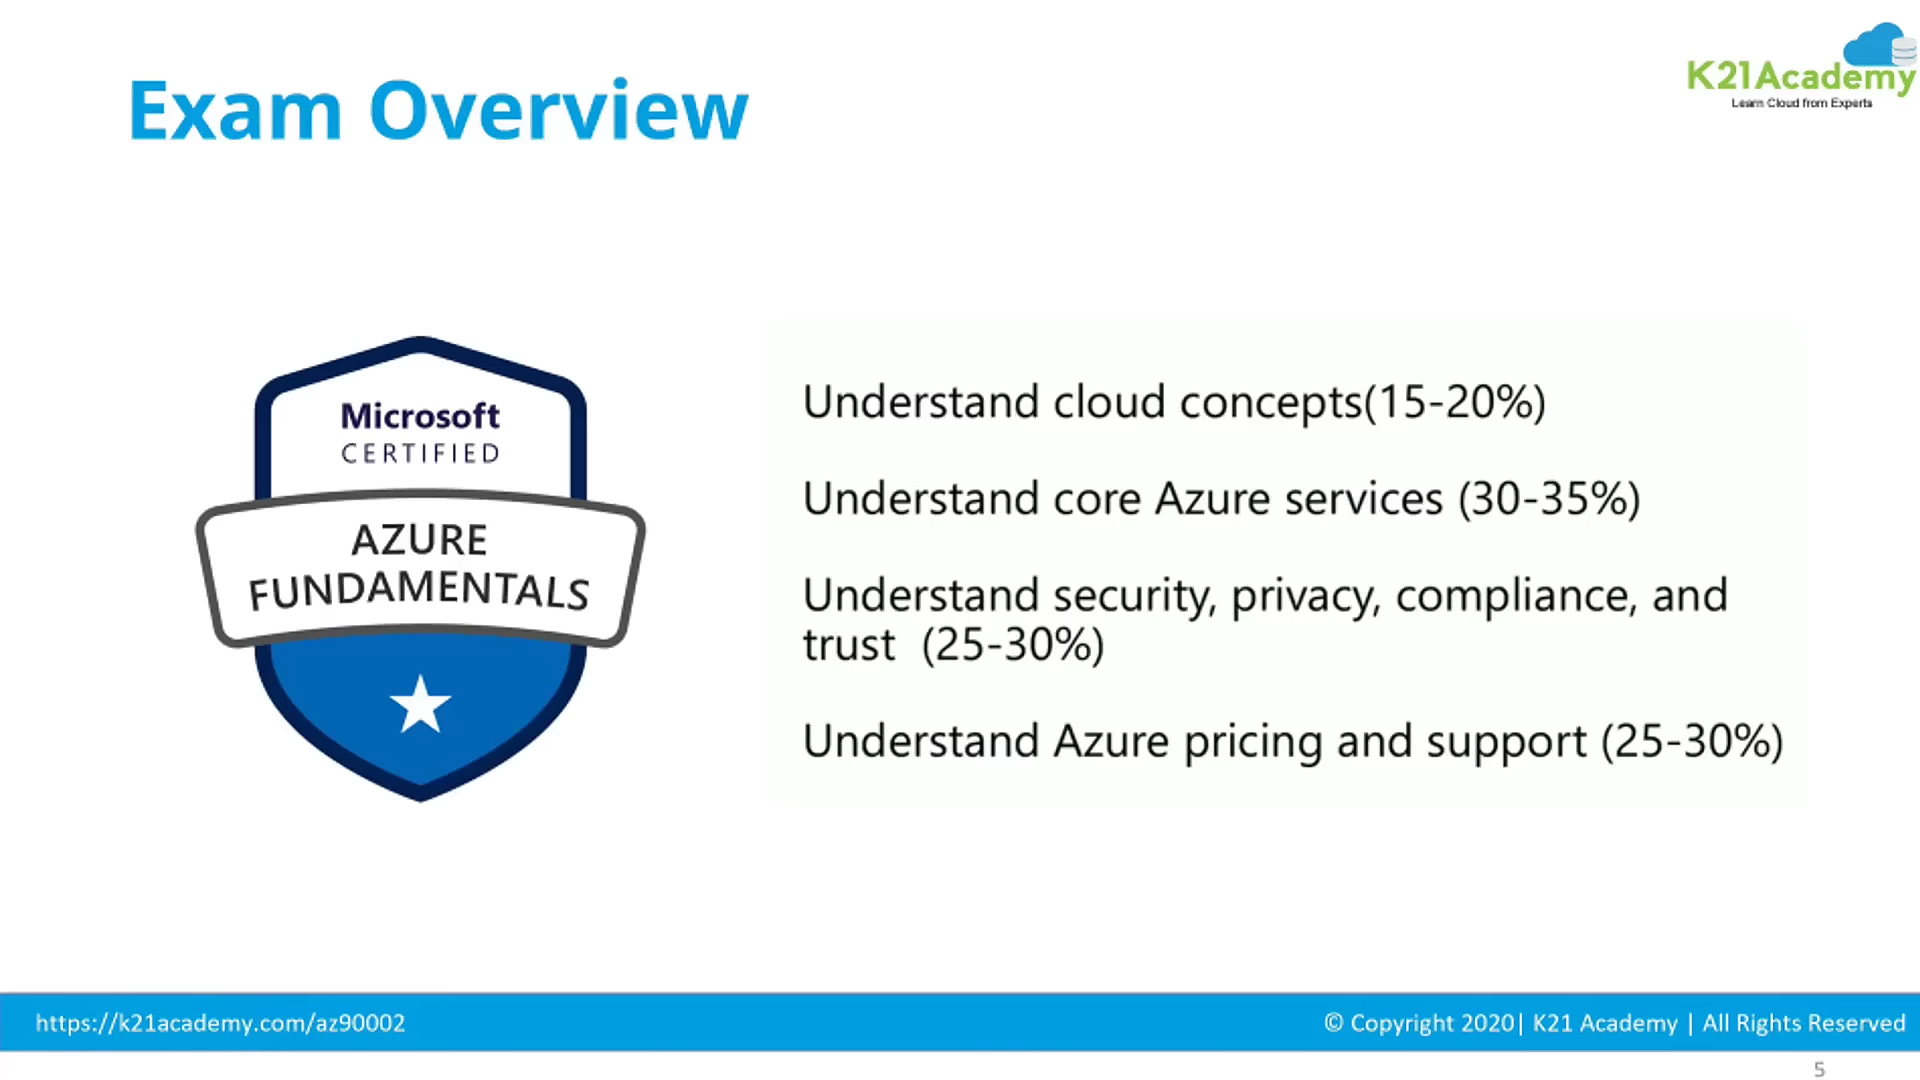 Exam Overview
K21Academy
Learn Cloud from Experts
Microsoft
CERTIFIED
AZURE
FUNDAMENTALS
Understand cloud concepts(15-20%)
Understand core Azure services (30-35%)
Understand security, privacy, compliance, and
trust  (25-30%)
Understand Azure pricing and support (25-30%)
https://k21academy.com/az90002
© Copyright 2020| K21 Academy | All Rights Reserved
5